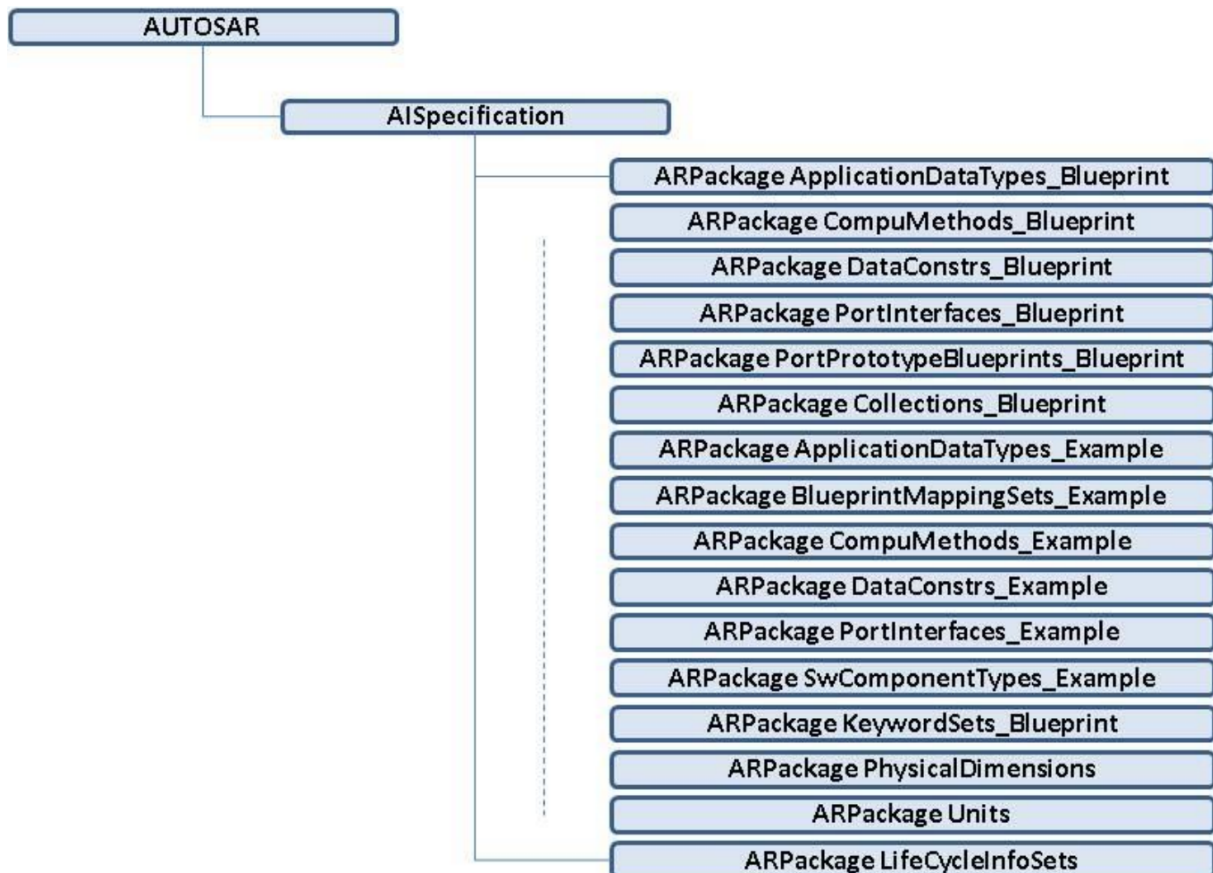 AUTOSAR
AISpecification
ARPackage ApplicationDataTypes_Blueprint
ARPackage CompuMethods_Blueprint
ARPackage DataConstrs_Blueprint
ARPackage PortInterfaces_Blueprint
ARPackage PortPrototypeBlueprints_Blueprint
ARPackage Collections_Blueprint
ARPackage ApplicationDataTypes_Example
ARPackage BlueprintMappingSets_Example
ARPackage CompuMethods_Example
ARPackage DataConstrs_Example
ARPackage PortInterfaces_Example
ARPackage SwComponentTypes_Example
ARPackage KeywordSets_Blueprint
ARPackage PhysicalDimensions
ARPackage Units
ARPackage LifeCycleInfoSets